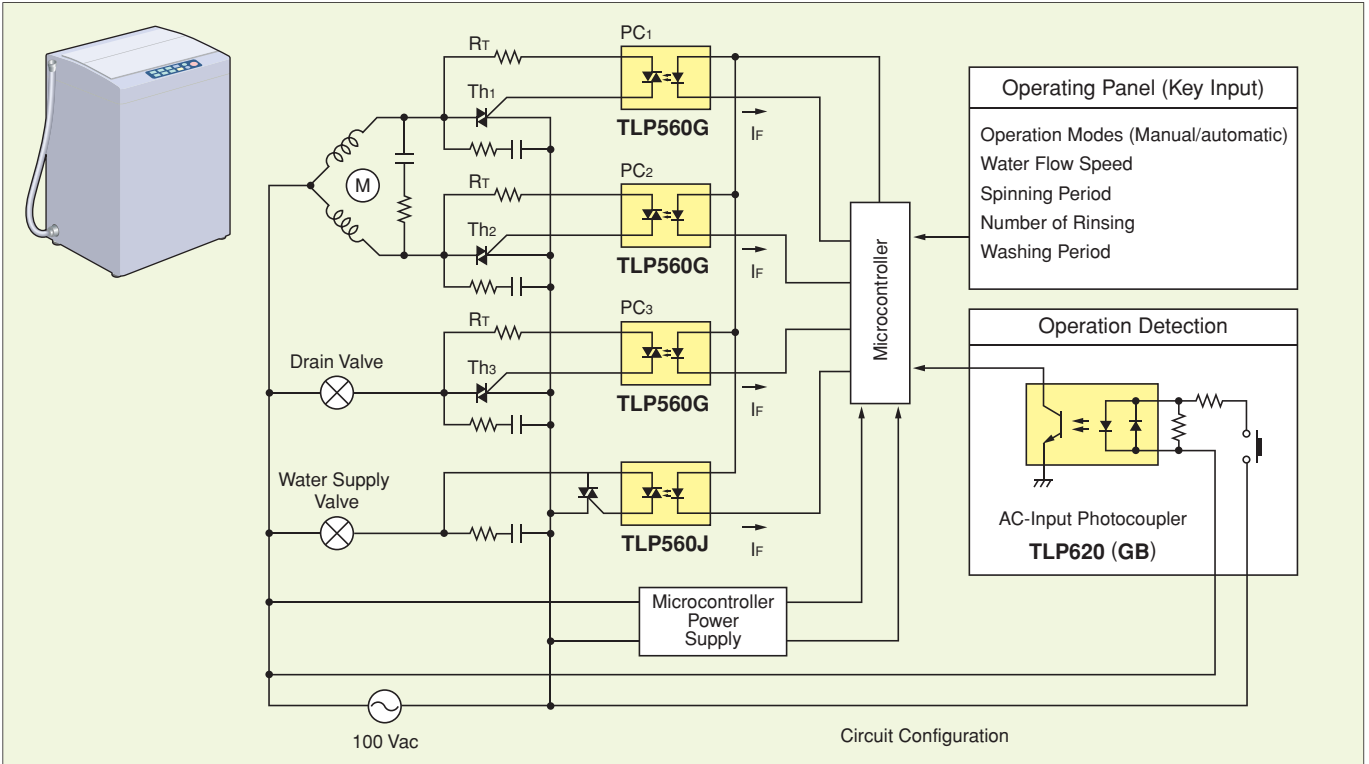 PC1
RT
Th1
TLP560G
IF
M
PC2
RT
Th2
TLP560G
IF
PC3
RT
Th3
TLP560G
IF
Drain Valve
Water Supply
Valve
TLP560J
IF
Microcontroller
Power
Supply
100 Vac
Microcontroller
Operating Panel (Key Input)
Operation Modes (Manual/automatic)
Water Flow Speed
Spinning Period
Number of Rinsing
Washing Period
Operation Detection
AC-Input Photocoupler
TLP620 (GB)
Circuit Configuration